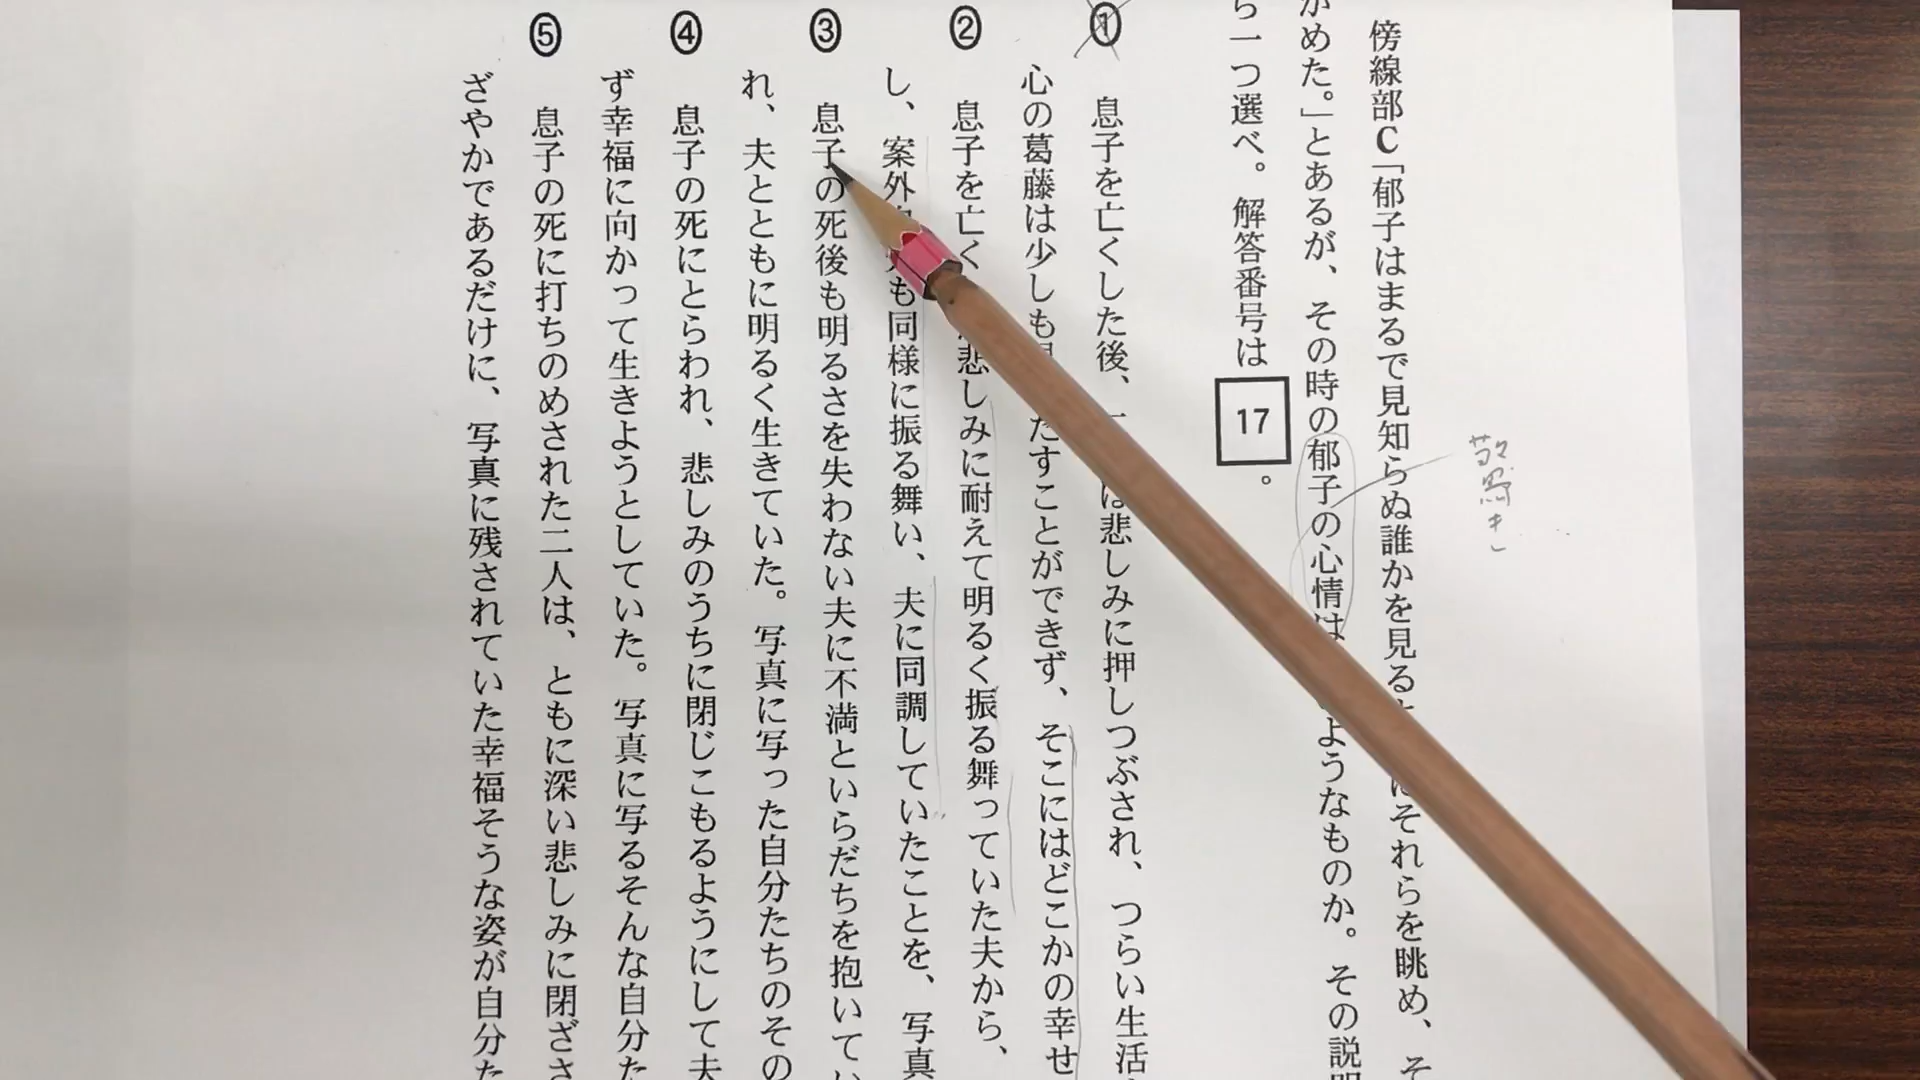 傍線部C「郁子はまるで見知らぬ誰かを見る はそれらを眺め、そ
がめた。」とあるが、その時の郁子の心情は ようなものか。その説明
ら一つ選べ。解答番号は 17 。
驚き
① 息子を亡くした後、 は悲しみに押しつぶされ、つらい生活
心の葛藤は少しも たすことができず、そこにはどこかの幸せ
② 息子を亡く 悲しみに耐えて明るく振る舞っていた夫から、
し、案外 も同様に振る舞い、夫に同調していたことを、写真
③ 息子の死後も明るさを失わない夫に不満といらだちを抱いてい
れ、夫とともに明るく生きていた。写真に写った自分たちのその
④ 息子の死にとらわれ、悲しみのうちに閉じこもるようにして夫
ず幸福に向かって生きようとしていた。写真に写るそんな自分た
⑤ 息子の死に打ちのめされた二人は、ともに深い悲しみに閉ざさ
ざやかであるだけに、写真に残されていた幸福そうな姿が自分た